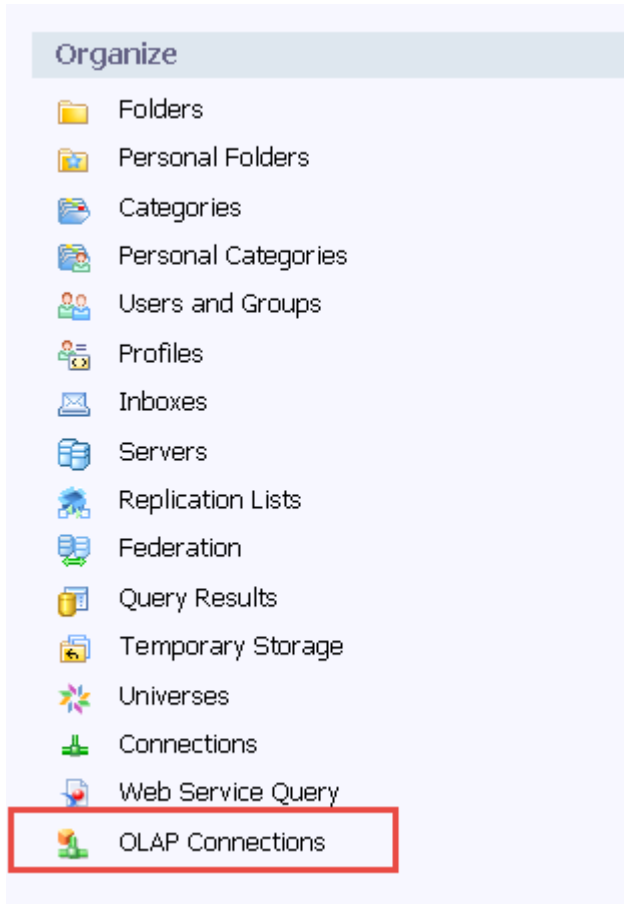 Organize
Folders
Personal Folders
Categories
Personal Categories
Users and Groups
Profiles
Inboxes
Servers
Replication Lists
Federation
Query Results
Temporary Storage
Universes
Connections
Web Service Query
OLAP Connections